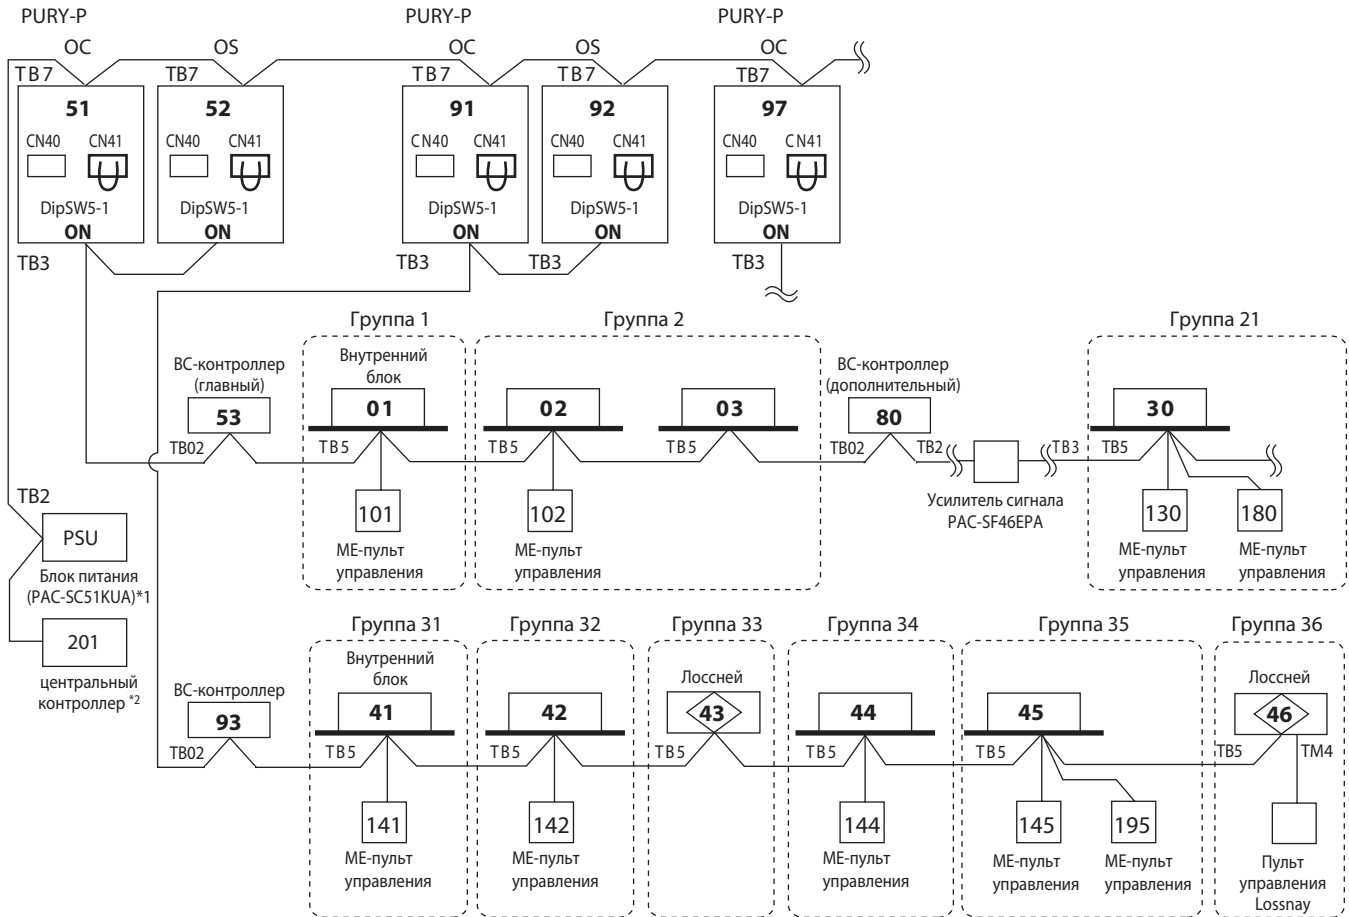 PURY-P PURY-P PURY-P
OC OS OC OS OC
TB7 TB7 TB7 TB7 TB7
51 52 91 92 97
CN40 CN41 CN40 CN41 CN40 CN41 CN40 CN41 CN40 CN41
DipSW5-1 DipSW5-1 DipSW5-1 DipSW5-1 DipSW5-1
ON ON ON ON ON
TB3 TB3 TB3 TB3
Группа 1 Группа 2 Группа 21
ВС-контроллер
(главный)
53
TB02
Внутренний
блок
01
TB5
101
МЕ-пульт
управления
02
TB5
102
МЕ-пульт
управления
03
TB5
ВС-контроллер
(дополнительный)
80
TB02 TB2
Усилитель сигнала
PAC-SF46EPA
TB3
30
TB5
130
МЕ-пульт
управления
180
МЕ-пульт
управления
TB2
PSU
Блок питания
(PAC-SC51KUA)*1
201
центральный
контроллер *2
Группа 31 Группа 32 Группа 33 Группа 34 Группа 35 Группа 36
ВС-контроллер
93
TB02
Внутренний
блок
41
TB5
141
МЕ-пульт
управления
42
TB5
142
МЕ-пульт
управления
Лоссней
43
TB5
44
TB5
144
МЕ-пульт
управления
45
TB5
145
МЕ-пульт
управления
195
МЕ-пульт
управления
Лоссней
46
TB5 TM4
Пульт
управления
Lossnay